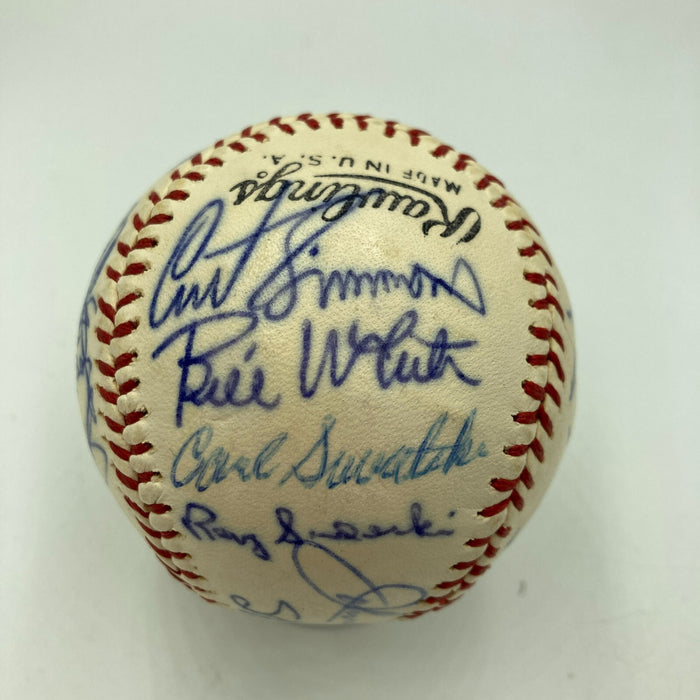 Rawlings
MADE IN U.S.A.
Curt Simmons
Bill White
Carl Sawatski
Ray Sadecki